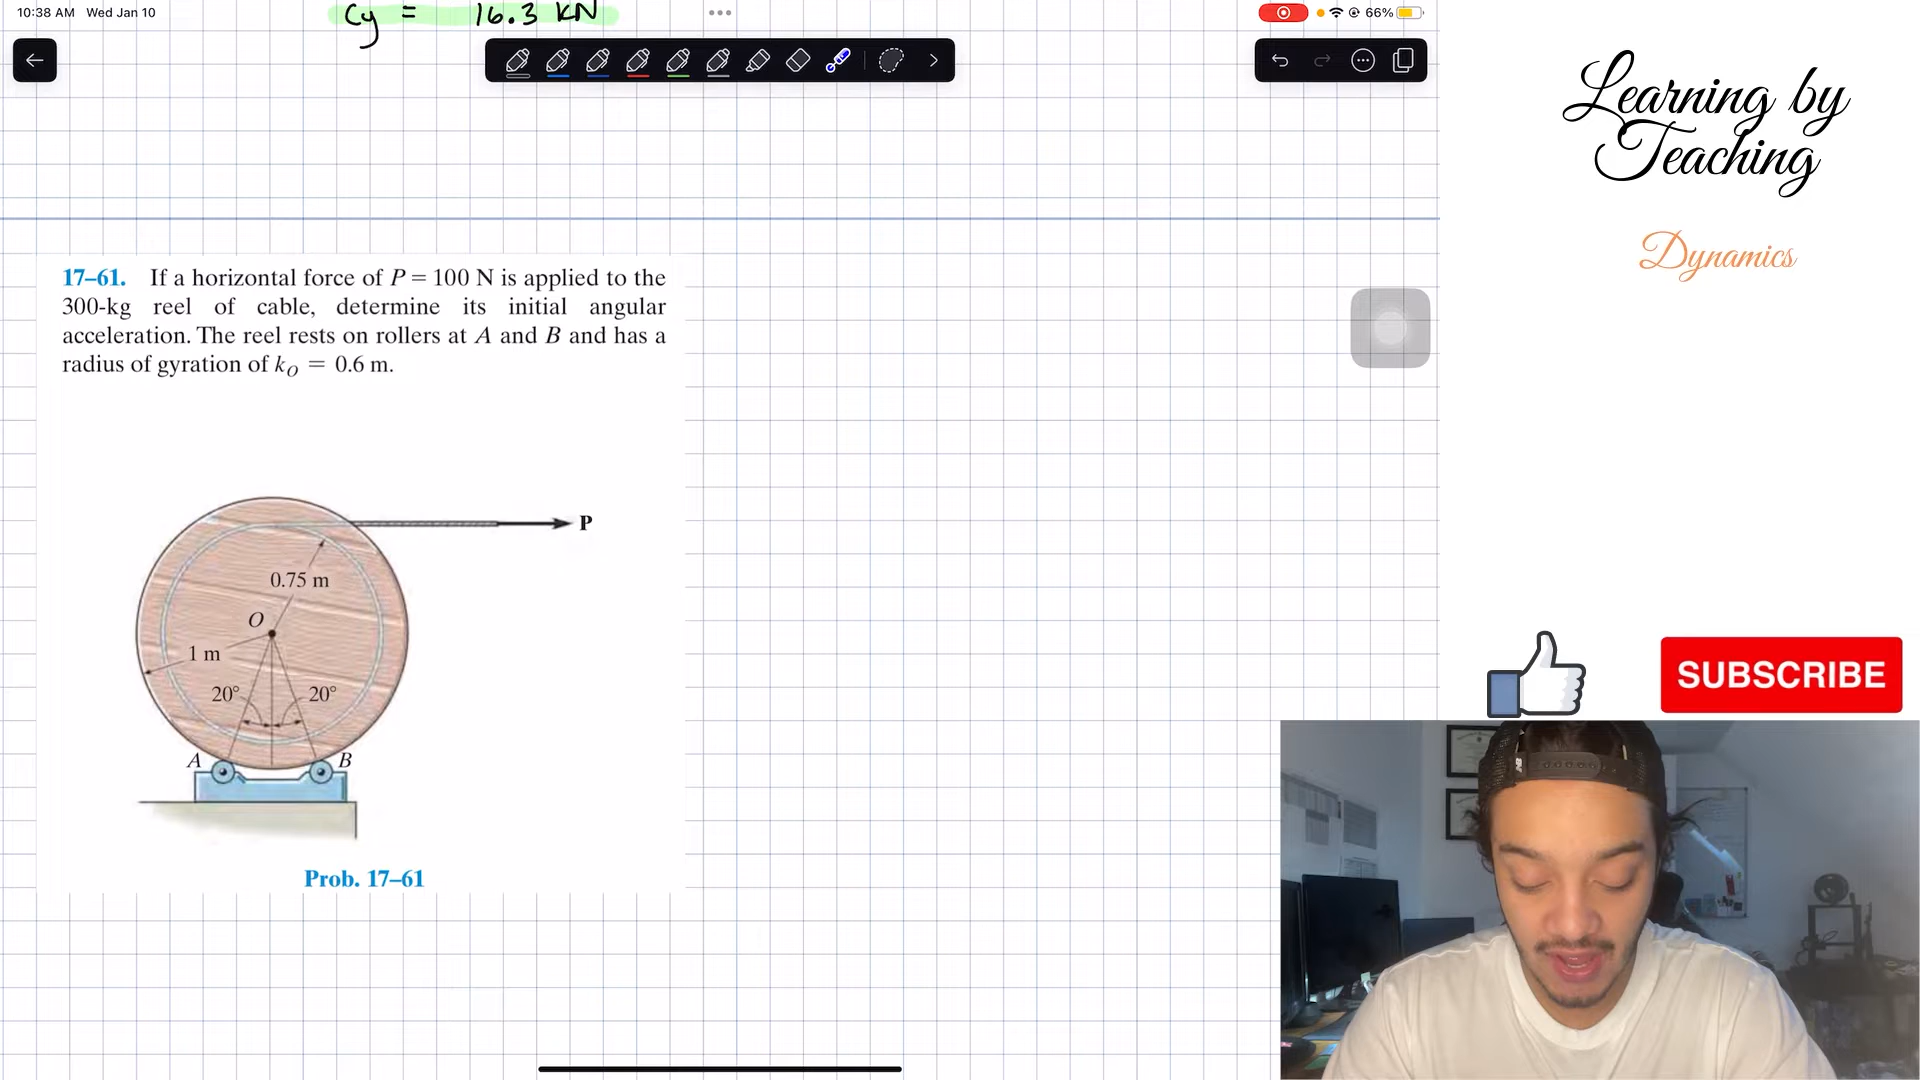 10:38 AM Wed Jan 10
Cy = 16.3 KN
66%
Learning by
Teaching
Dynamics
17–61. If a horizontal force of P = 100 N is applied to the
300-kg reel of cable, determine its initial angular
acceleration. The reel rests on rollers at A and B and has a
radius of gyration of kO = 0.6 m.
P
0.75 m
O
1 m
20° 20°
A B
Prob. 17–61
SUBSCRIBE